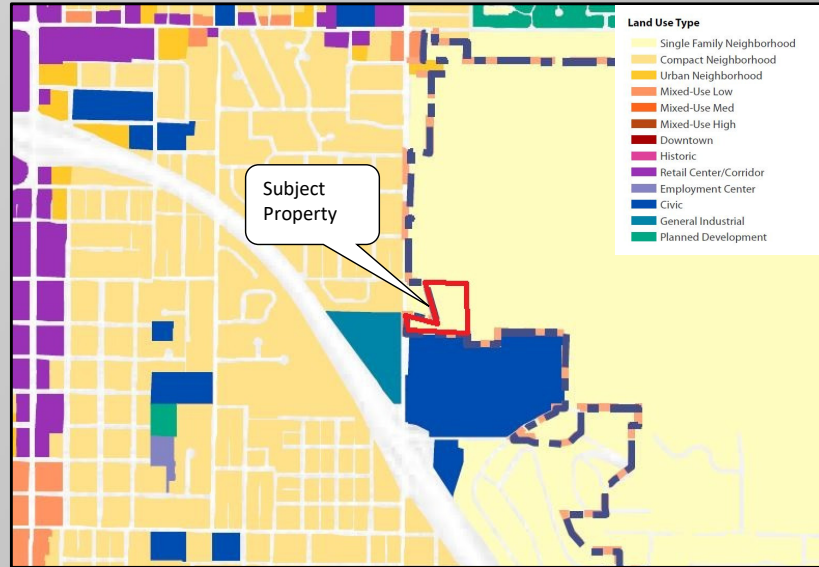 Land Use Type
Single Family Neighborhood
Compact Neighborhood
Urban Neighborhood
Mixed-Use Low
Mixed-Use Med
Mixed-Use High
Downtown
Historic
Retail Center/Corridor
Employment Center
Civic
General Industrial
Planned Development
Subject
Property